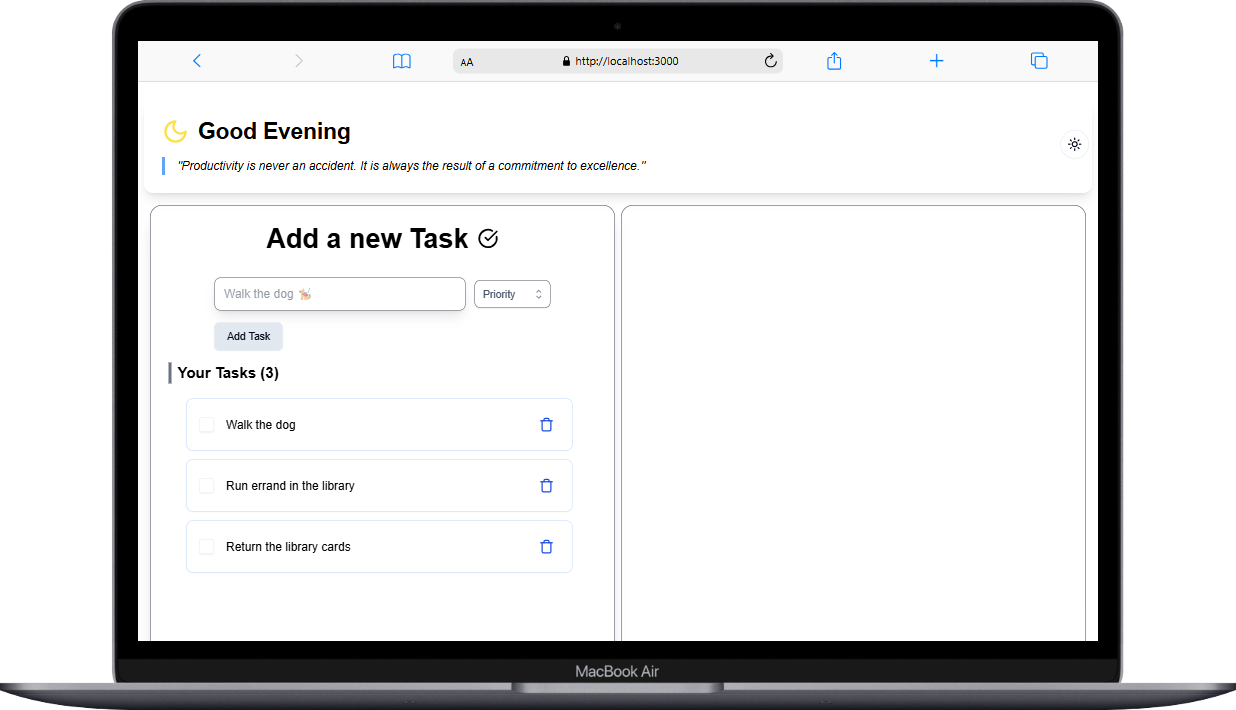 AA
http://localhost:3000
Good Evening
"Productivity is never an accident. It is always the result of a commitment to excellence."
Add a new Task
Walk the dog 🐕
Priority
Add Task
Your Tasks (3)
Walk the dog
Run errand in the library
Return the library cards
MacBook Air